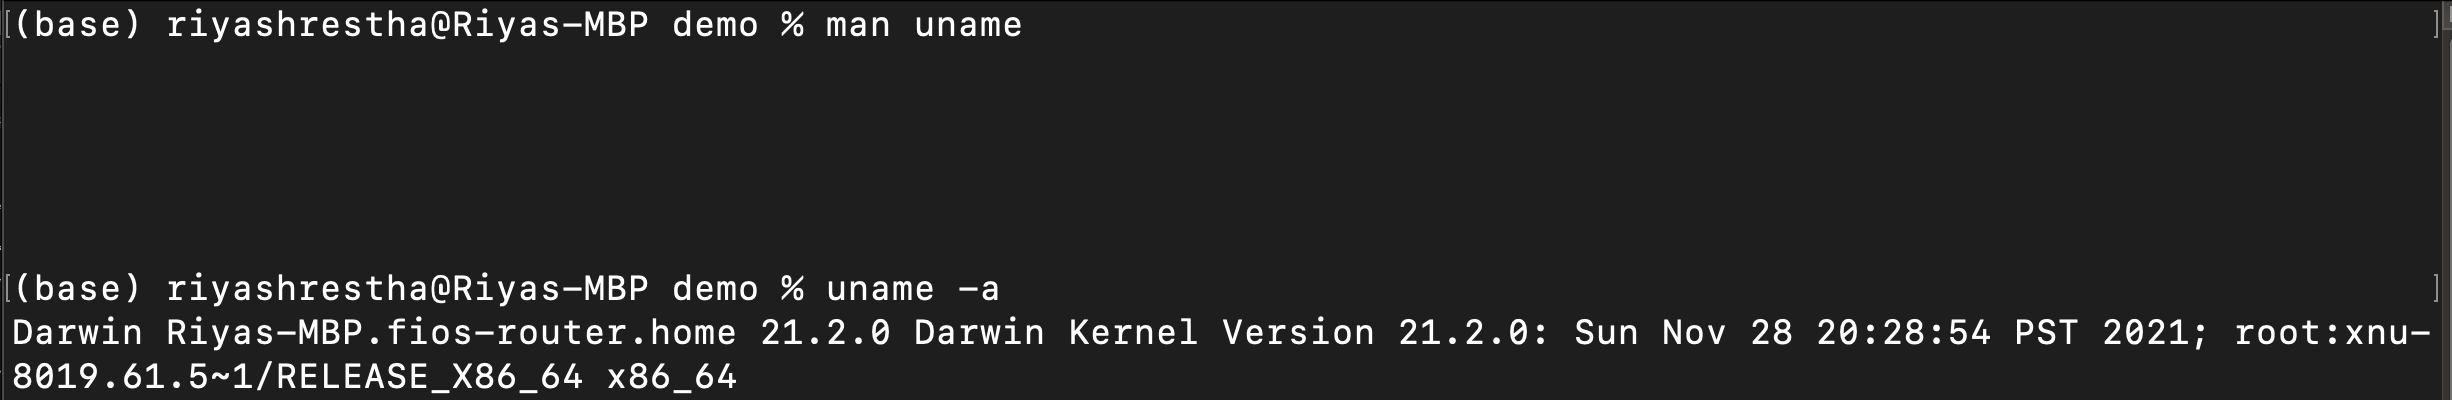 [(base) riyashrestha@Riyas-MBP demo % man uname ]
[(base) riyashrestha@Riyas-MBP demo % uname -a ]
Darwin Riyas-MBP.fios-router.home 21.2.0 Darwin Kernel Version 21.2.0: Sun Nov 28 20:28:54 PST 2021; root:xnu-
8019.61.5~1/RELEASE_X86_64 x86_64